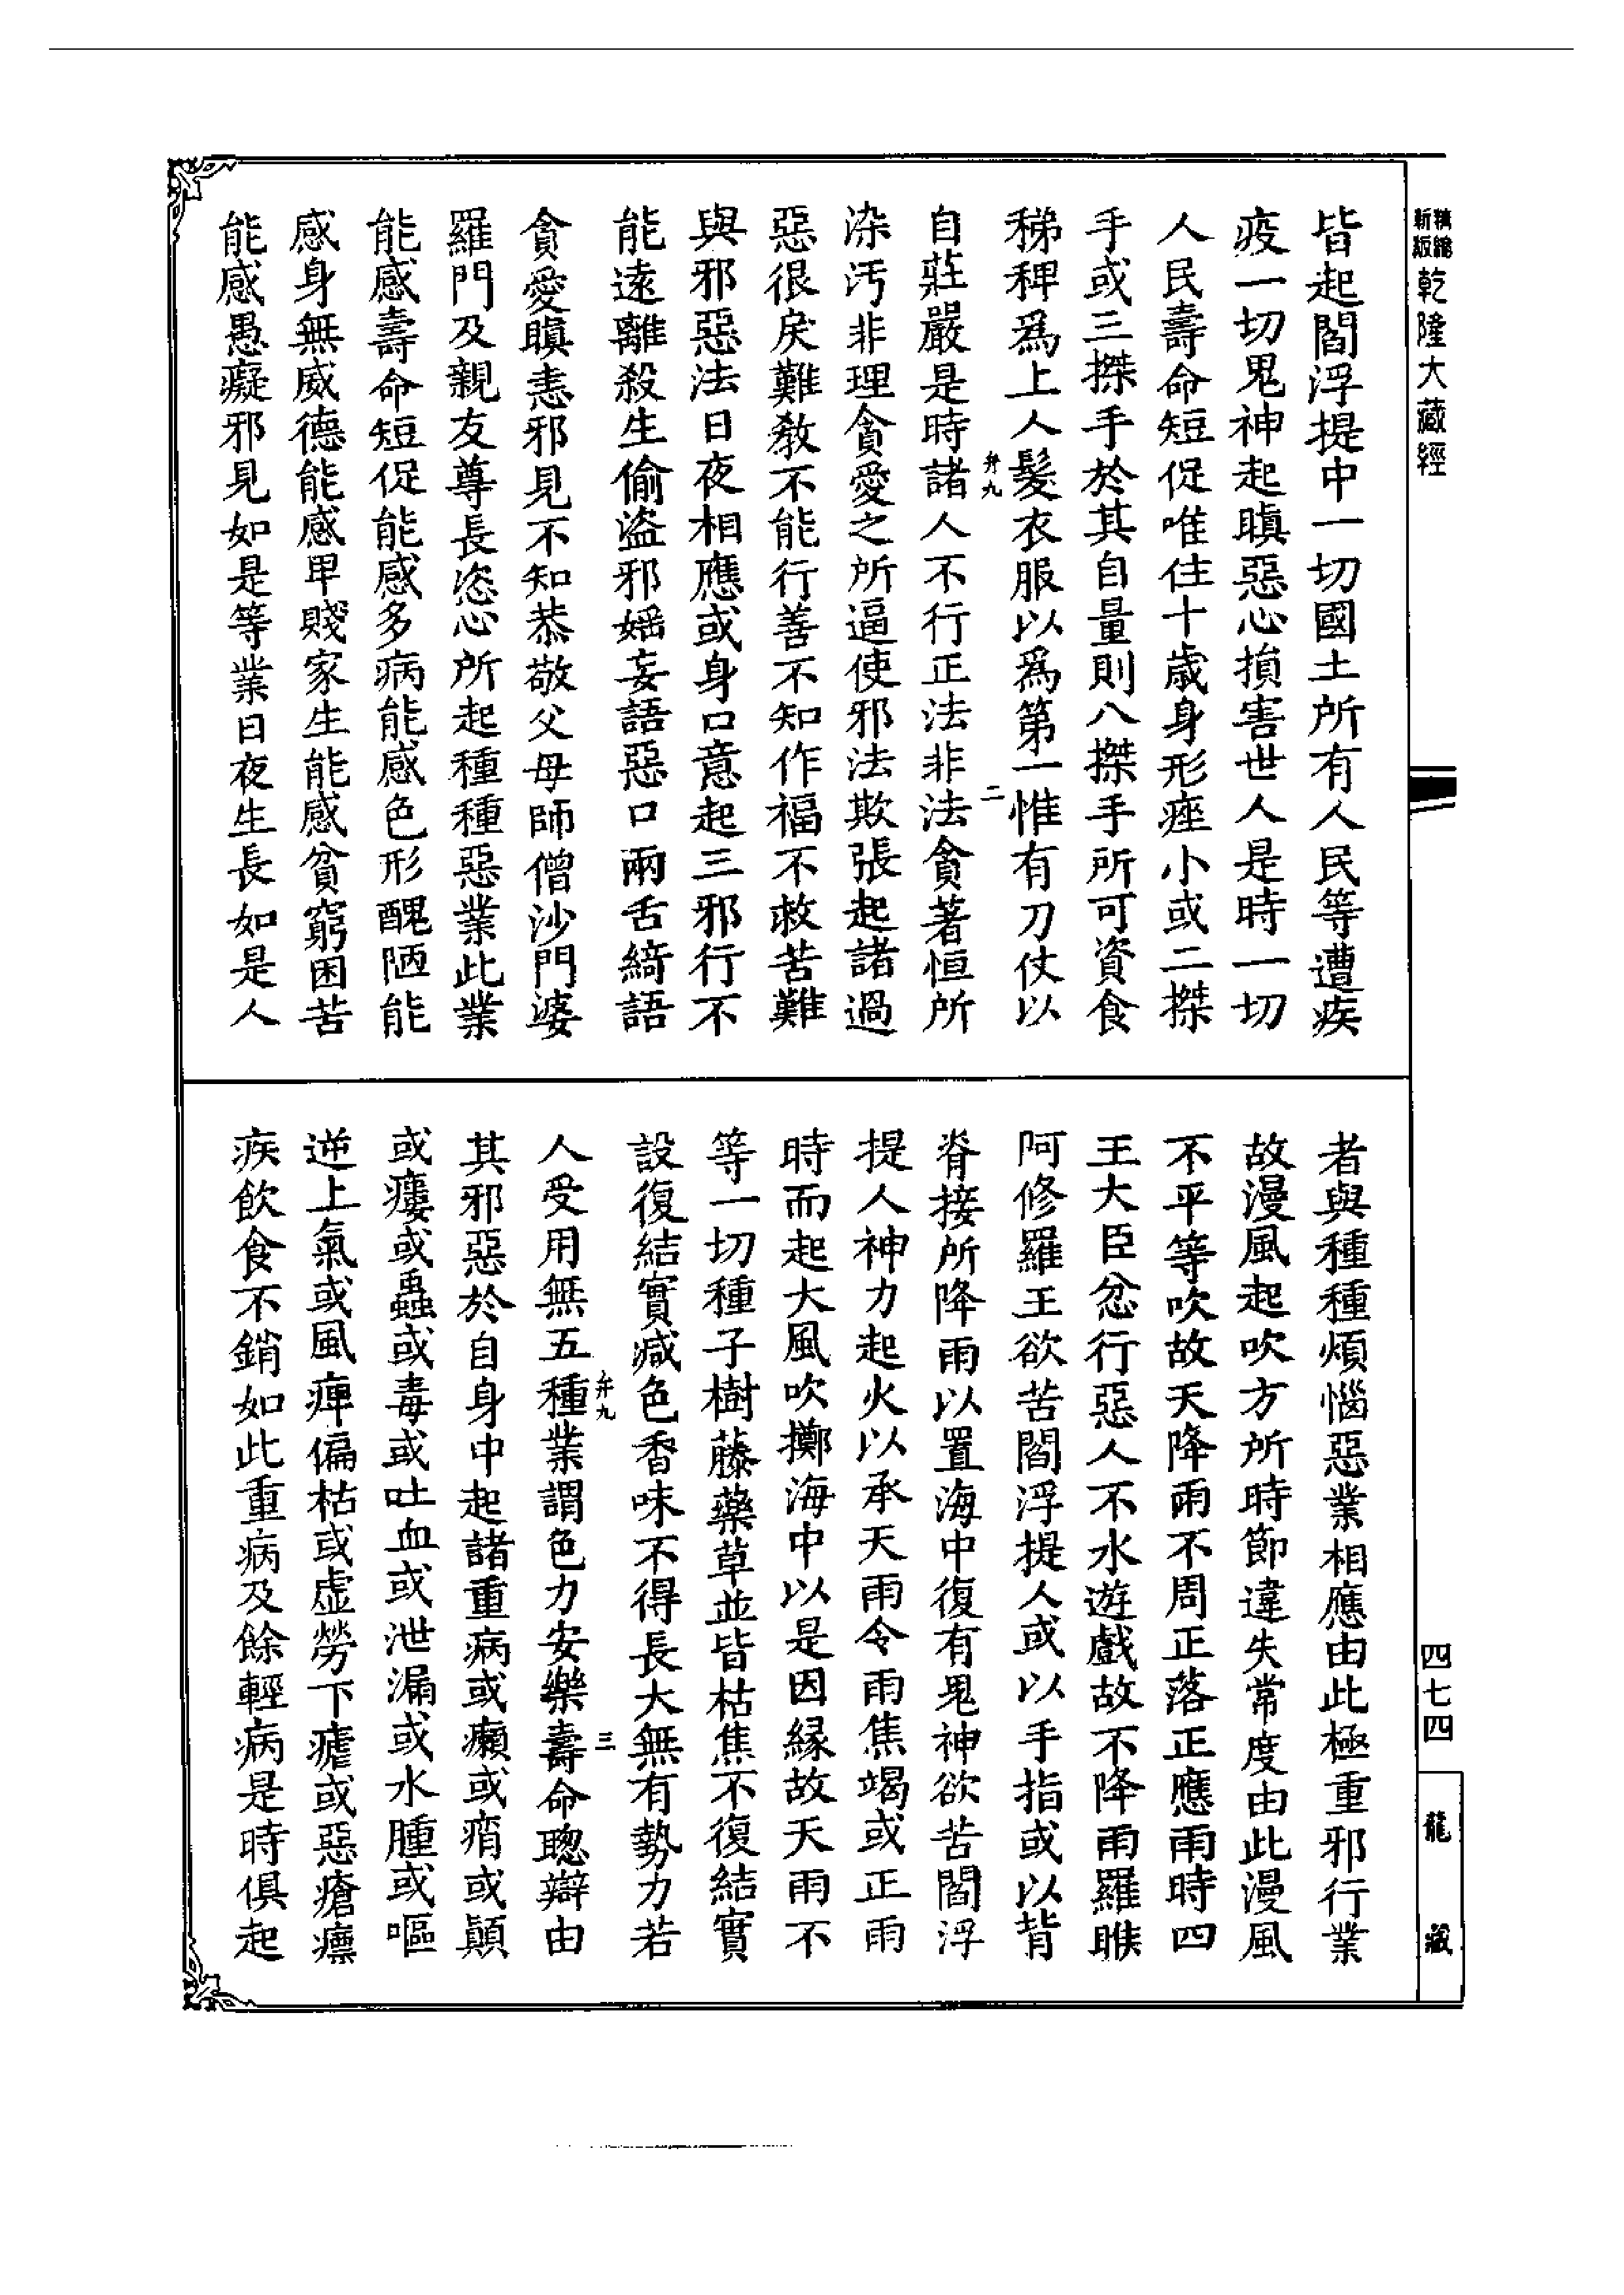 精縮新版乾隆大藏經
皆起閻浮提中一切國土所有人民等遭疾
疫一切鬼神起瞋惡心損害世人是時一切
人民壽命短促唯住十歲身形痤小或二搩
手或三搩手於其自量則八搩手所可資食
稊稗爲上人髮衣服以爲第一惟有刀仗以
弁九 二
自莊嚴是時諸人不行正法非法貪著恒所
染汚非理貪愛之所逼使邪法欺張起諸過
惡很戾難教不能行善不知作福不救苦難
與邪惡法日夜相應或身口意起三邪行不
能遠離殺生偷盜邪婬妄語惡口兩舌綺語
貪愛瞋恚邪見不知恭敬父母師僧沙門婆
羅門及親友尊長恣心所起種種惡業此業
能感壽命短促能感多病能感色形醜陋能
感身無威德能感卑賤家生能感貧窮困苦
能感愚癡邪見如是等業日夜生長如是人
者與種種煩惱惡業相應由此極重邪行業
故漫風起吹方所時節違失常度由此漫風
不平等吹故天降雨不周正落正應雨時四
王大臣忿行惡人不水遊戲故不降雨羅睺
阿修羅王欲苦閻浮提人或以手指或以背
脊接所降雨以置海中復有鬼神欲苦閻浮
提人神力起火以承天雨令雨焦竭或正雨
時而起大風吹擲海中以是因緣故天雨不
等一切種子樹藤藥草並皆枯焦不復結實
設復結實減色香味不得長大無有勢力若
弁九 三
人受用無五種業謂色力安樂壽命聰辯由
其邪惡於自身中起諸重病或癩或痟或顛
或瘻或蠱或毒或吐血或泄漏或水腫或嘔
逆上氣或風痺偏枯或虛勞下瘧或惡瘡癳
疾飲食不銷如此重病及餘輕病是時俱起
四七四
龍藏